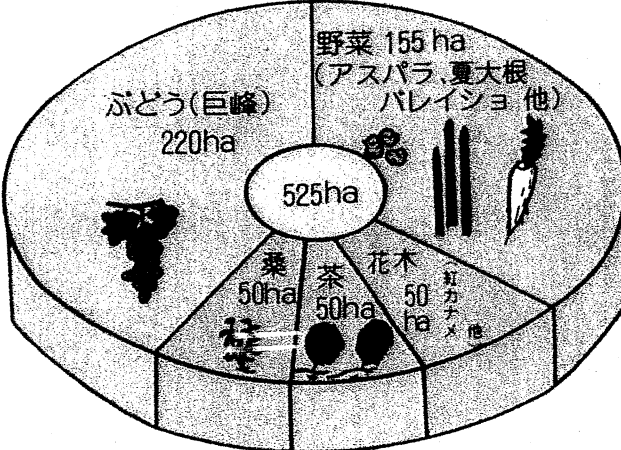 野菜 155 ha
(アスパラ、夏大根
バレイショ 他)
ぶどう(巨峰)
220ha
525ha
桑
50ha
茶
50ha
花木
50
ha
(紅カナメ 他